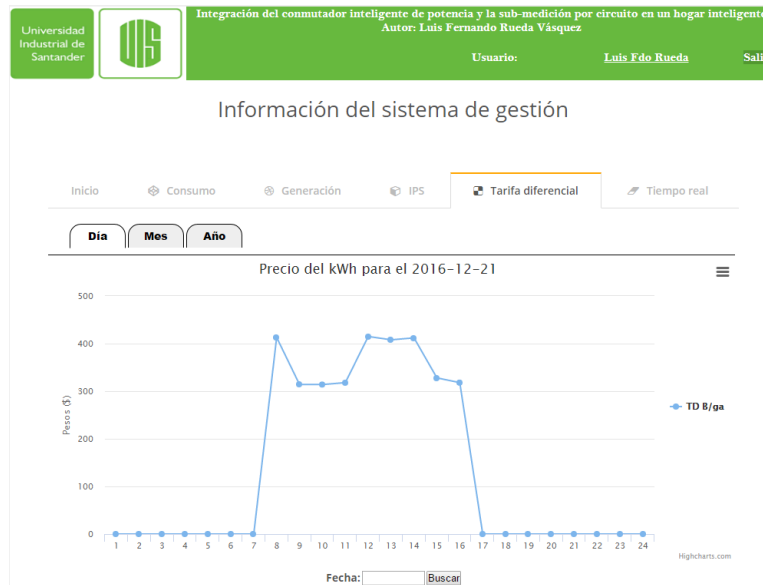 Universidad
Industrial de
Santander
Integración del conmutador inteligente de potencia y la sub-medición por circuito en un hogar inteligente
Autor: Luis Fernando Rueda Vásquez
Usuario: Luis Fdo Rueda Sali
Información del sistema de gestión
Inicio Consumo Generación IPS Tarifa diferencial Tiempo real
Día Mes Año
Precio del kWh para el 2016-12-21
500
400
300
200
100
0
Pesos ($)
1 2 3 4 5 6 7 8 9 10 11 12 13 14 15 16 17 18 19 20 21 22 23 24
TD B/ga
Highcharts.com
Fecha: Buscar